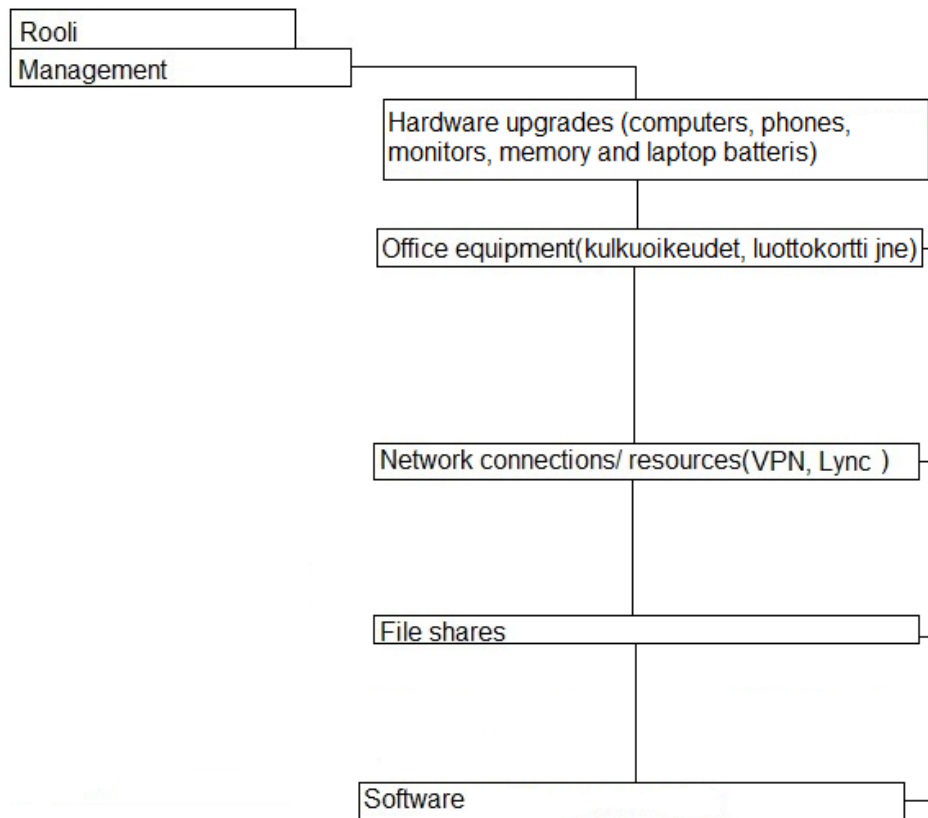 Rooli
Management
Hardware upgrades (computers, phones,
monitors, memory and laptop batteris)
Office equipment(kulkuoikeudet, luottokortti jne)
Network connections/ resources(VPN, Lync )
File shares
Software